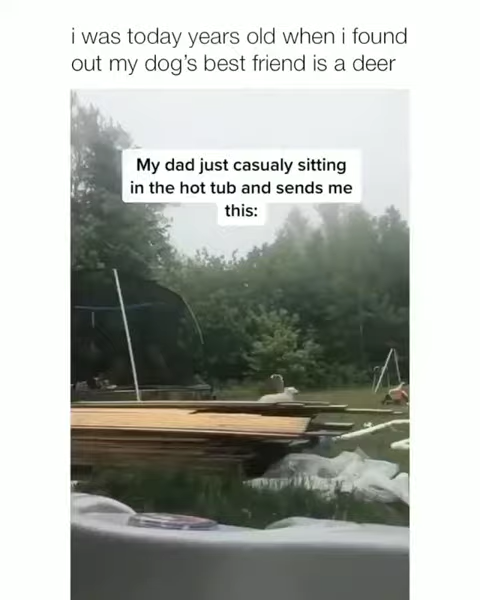 i was today years old when i found
out my dog’s best friend is a deer
My dad just casualy sitting
in the hot tub and sends me
this: